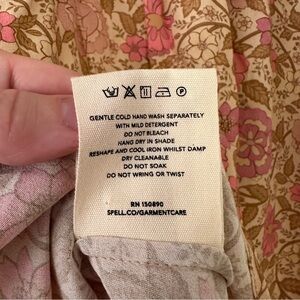 GENTLE COLD HAND WASH SEPARATELY
WITH MILD DETERGENT
DO NOT BLEACH
HANG DRY IN SHADE
RESHAPE AND COOL IRON WHILST DAMP
DRY CLEANABLE
DO NOT SOAK
DO NOT WRING OR TWIST
RN 150890
SPELL.CO/GARMENTCARE